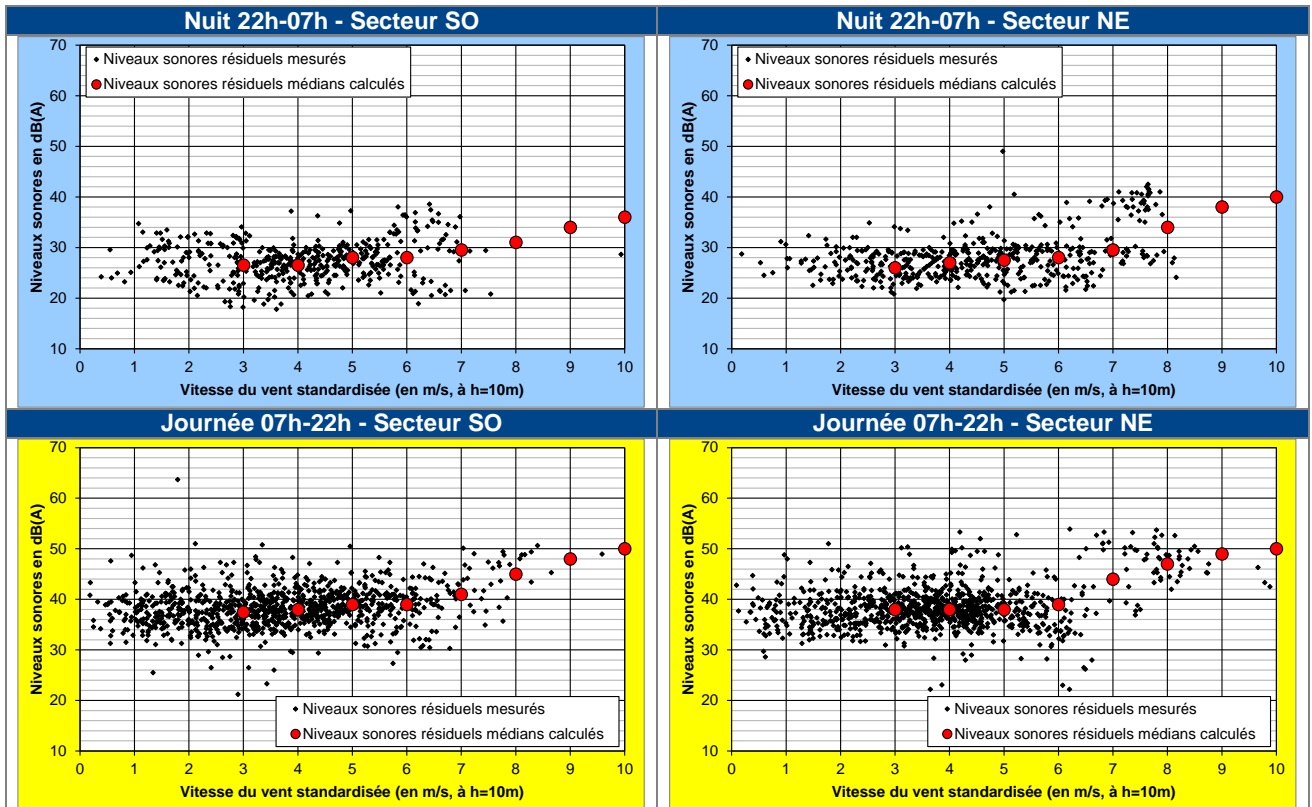 Nuit 22h-07h - Secteur SO
Niveaux sonores en dB(A)
70
60
50
40
30
20
10
Niveaux sonores résiduels mesurés
Niveaux sonores résiduels médians calculés
0 1 2 3 4 5 6 7 8 9 10
Vitesse du vent standardisée (en m/s, à h=10m)
Nuit 22h-07h - Secteur NE
Niveaux sonores en dB(A)
70
60
50
40
30
20
10
Niveaux sonores résiduels mesurés
Niveaux sonores résiduels médians calculés
0 1 2 3 4 5 6 7 8 9 10
Vitesse du vent standardisée (en m/s, à h=10m)
Journée 07h-22h - Secteur SO
Niveaux sonores en dB(A)
70
60
50
40
30
20
10
Niveaux sonores résiduels mesurés
Niveaux sonores résiduels médians calculés
0 1 2 3 4 5 6 7 8 9 10
Vitesse du vent standardisée (en m/s, à h=10m)
Journée 07h-22h - Secteur NE
Niveaux sonores en dB(A)
70
60
50
40
30
20
10
Niveaux sonores résiduels mesurés
Niveaux sonores résiduels médians calculés
0 1 2 3 4 5 6 7 8 9 10
Vitesse du vent standardisée (en m/s, à h=10m)